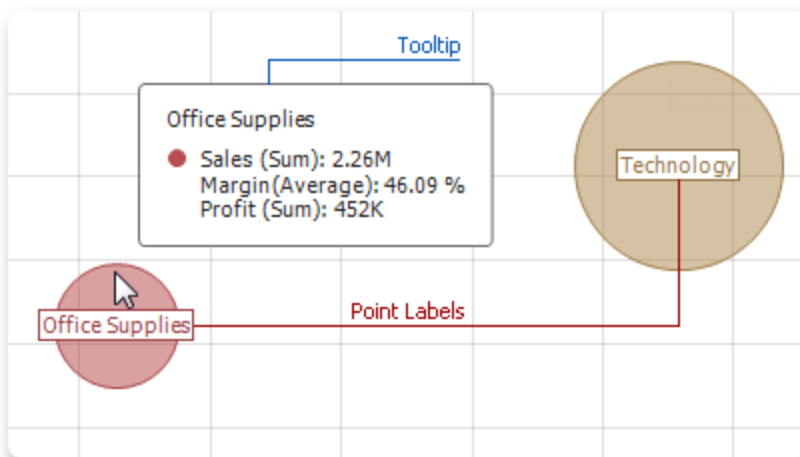 Tooltip
Office Supplies
Sales (Sum): 2.26M
Margin(Average): 46.09 %
Profit (Sum): 452K
Technology
Point Labels
Office Supplies